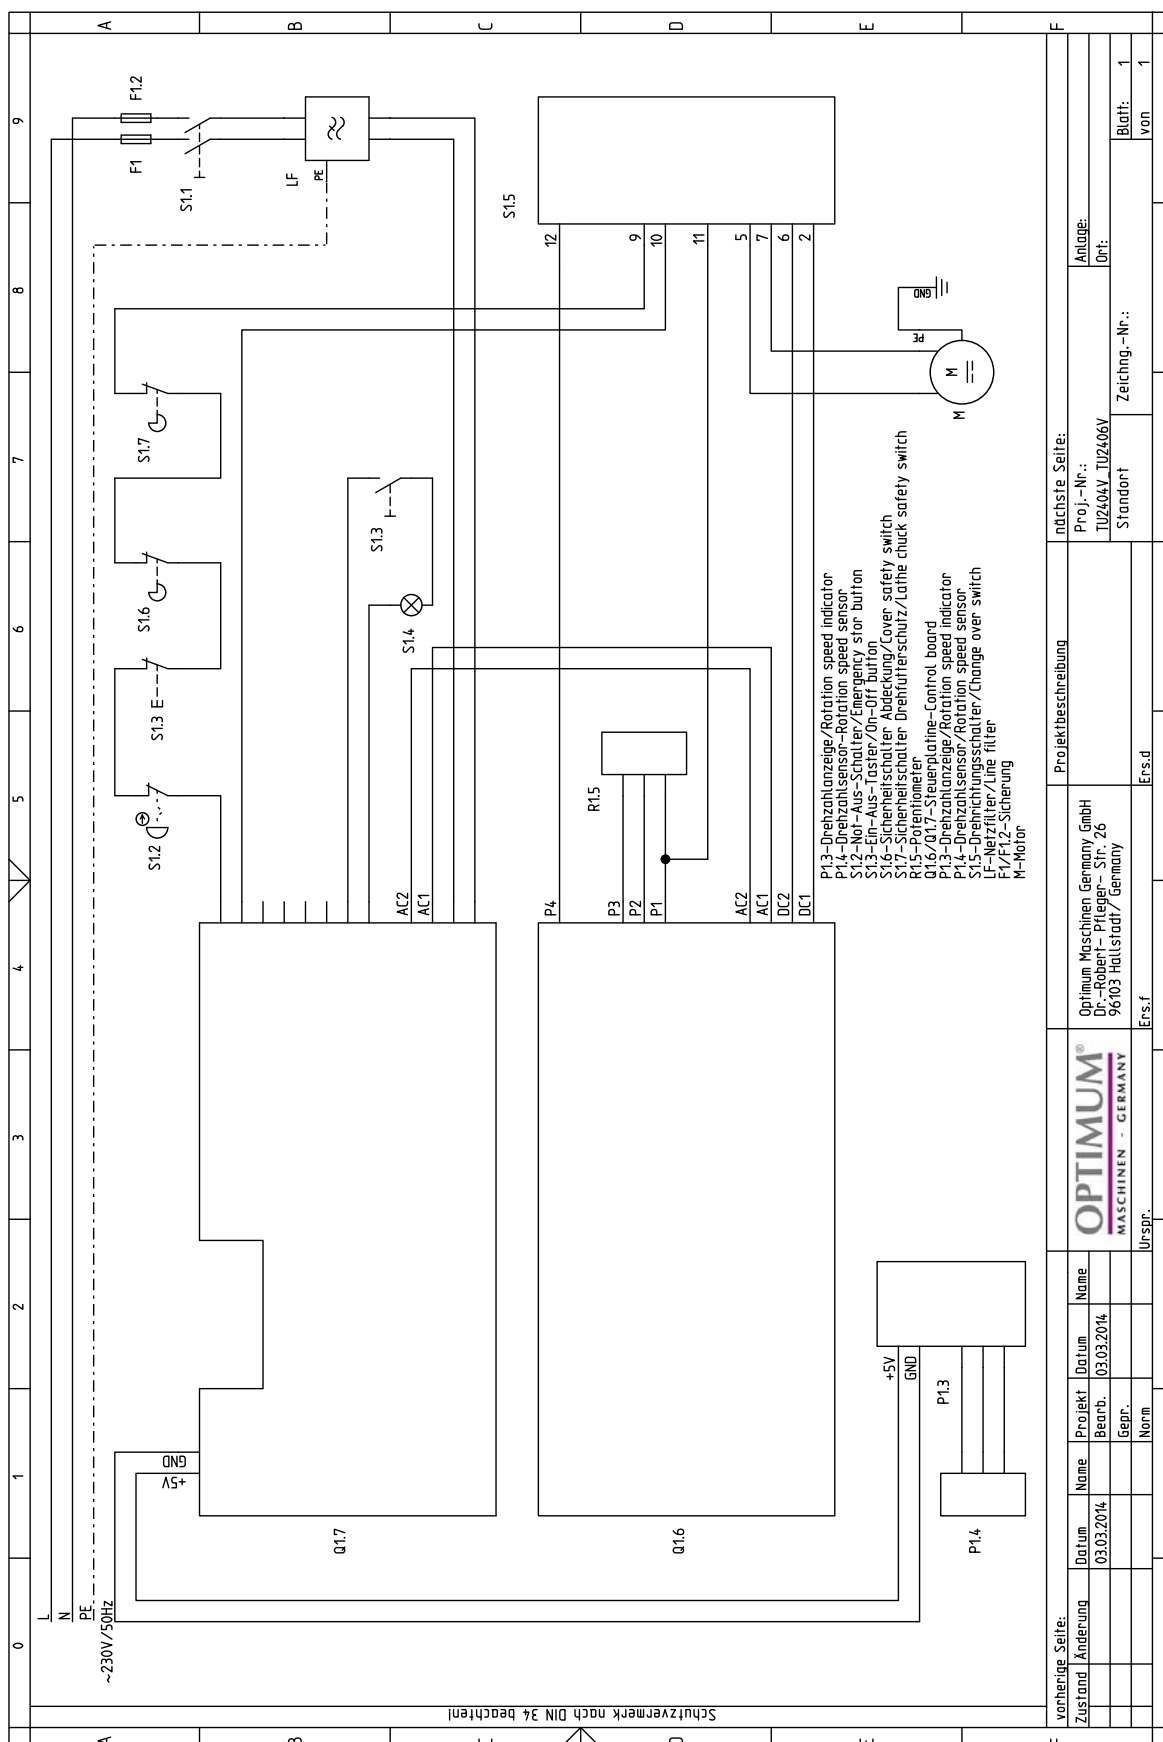 0 1 2 3 4 5 6 7 8 9
A
B
C
D
E
F
L
N
PE
~230V/50Hz
GND
+5V
Q1.7
S1.2
S1.3
S1.6
S1.7
F1
F1.2
S1.1
LF
PE
S1.3
S1.4
AC2
AC1
S1.5
12
9
10
11
5
7
6
2
R1.5
P4
P3
P2
P1
AC2
AC1
DC2
DC1
Q1.6
M
M
PE
GND
+5V
GND
P1.3
P1.4
P1.3-Drehzahlanzeige/Rotation speed indicator
P1.4-Drehzahlsensor-Rotation speed sensor
S1.2-Not-Aus-Schalter/Emergency stor button
S1.3-Ein-Aus-Taster/On-Off button
S1.6-Sicherheitschalter Abdeckung/Cover safety switch
S1.7-Sicherheitschalter Drehfutterschutz/Lathe chuck safety switch
R1.5-Potentiometer
Q1.6/Q1.7-Steuerplatine-Control board
P1.3-Drehzahlanzeige/Rotation speed indicator
P1.4-Drehzahlsensor/Rotation speed sensor
S1.5-Drehrichtungsschalter/Change over switch
LF-Netzfilter/Line filter
F1/F1.2-Sicherung
M-Motor
Schutzvermerk nach DIN 34 beachten!
vorherige Seite:
Zustand Änderung Datum Name Projekt Datum Name
03.03.2014 Bearb. 03.03.2014
Gepr.
Norm
Urspr.
OPTIMUM®
MASCHINEN - GERMANY
Optimum Maschinen Germany GmbH
Dr.-Robert- Pfleger- Str. 26
96103 Hallstadt/ Germany
Ers.f
Ers.d
Projektbeschreibung
nächste Seite:
Proj.-Nr.:
TU2404V_TU2406V
Standort
Zeichng.-Nr.:
Anlage:
Ort:
Blatt: 1
von 1